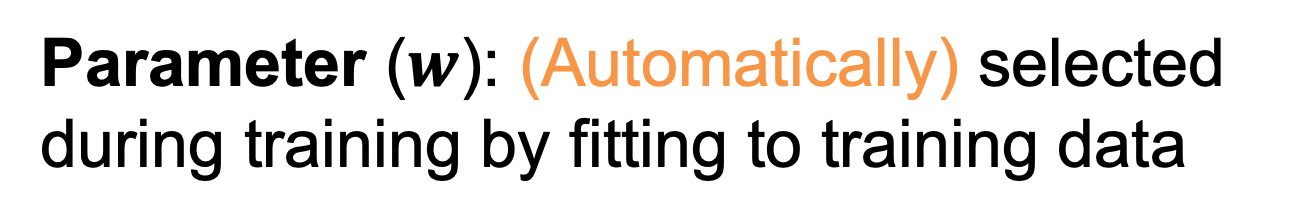 Parameter (w): (Automatically) selected
during training by fitting to training data